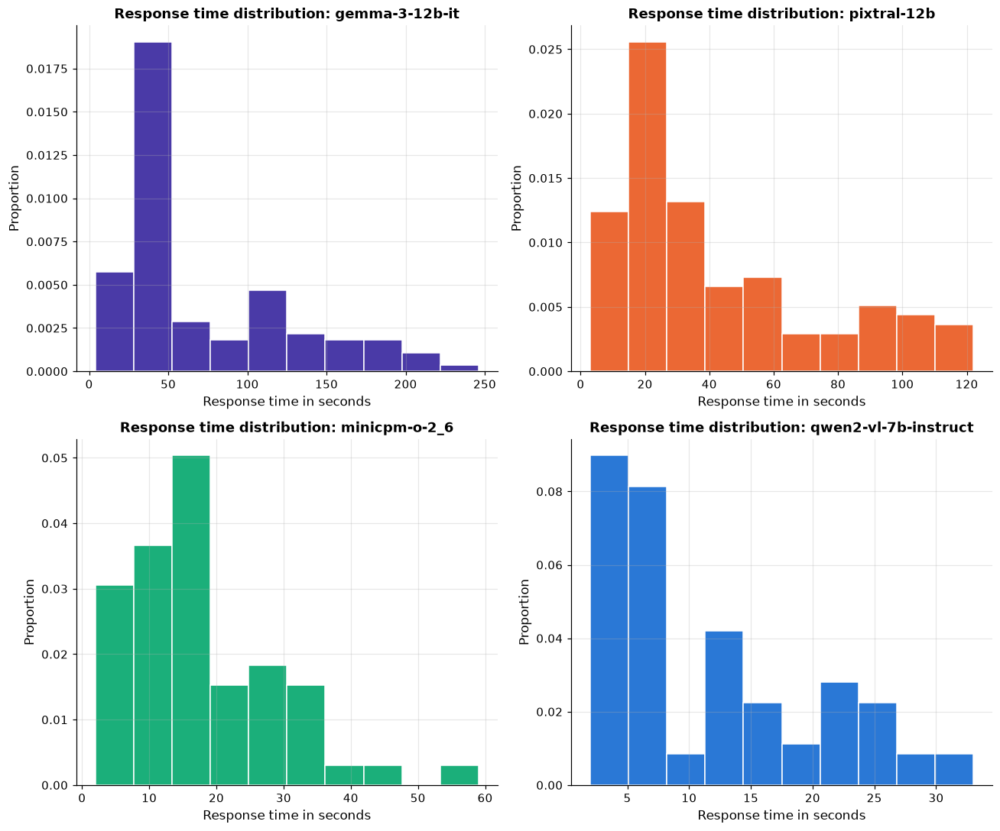 Response time distribution: gemma-3-12b-it
Proportion
0.0175
0.0150
0.0125
0.0100
0.0075
0.0050
0.0025
0.0000
0 50 100 150 200 250
Response time in seconds
Response time distribution: pixtral-12b
Proportion
0.025
0.020
0.015
0.010
0.005
0.000
0 20 40 60 80 100 120
Response time in seconds
Response time distribution: minicpm-o-2_6
Proportion
0.05
0.04
0.03
0.02
0.01
0.00
0 10 20 30 40 50 60
Response time in seconds
Response time distribution: qwen2-vl-7b-instruct
Proportion
0.08
0.06
0.04
0.02
0.00
5 10 15 20 25 30
Response time in seconds